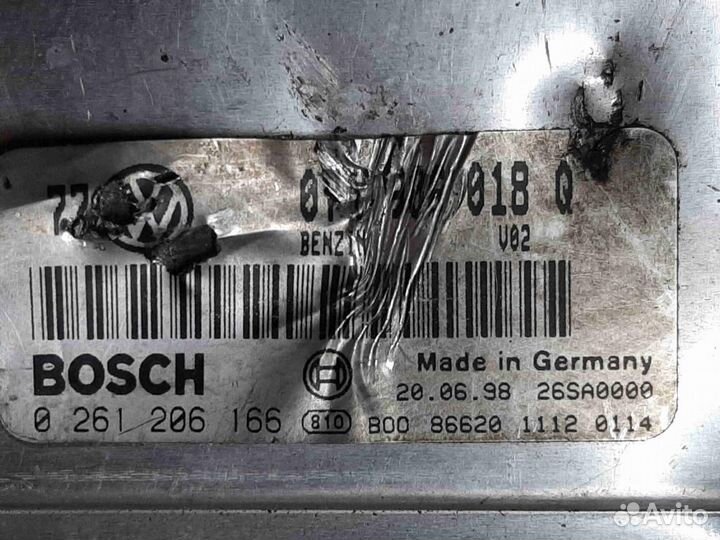 018 Q
V02
BOSCH
Made in Germany
20.06.98 26SA0000
0 261 206 166 810 B00 86620 1112 0114
Avito